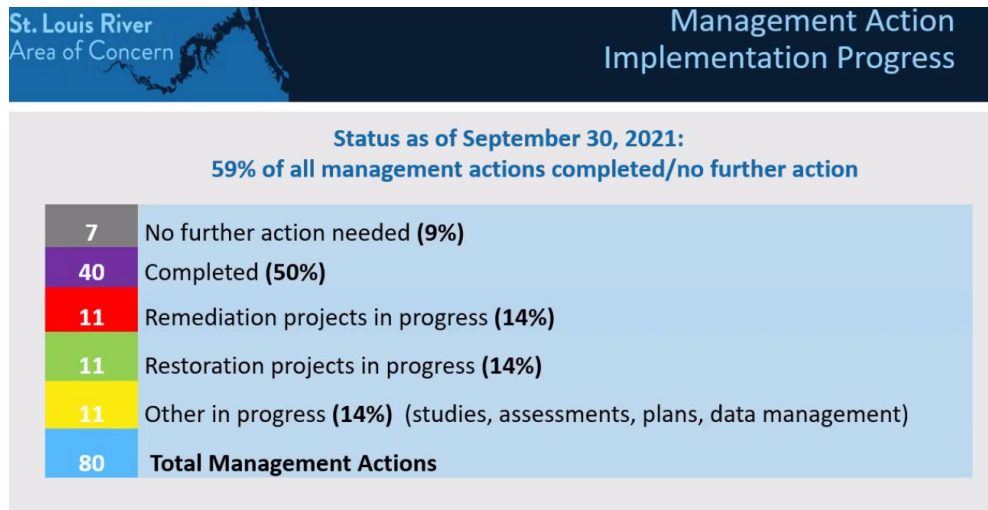 St. Louis River
Area of Concern
Management Action
Implementation Progress
Status as of September 30, 2021:
59% of all management actions completed/no further action
7 No further action needed (9%)
40 Completed (50%)
11 Remediation projects in progress (14%)
11 Restoration projects in progress (14%)
11 Other in progress (14%) (studies, assessments, plans, data management)
80 Total Management Actions